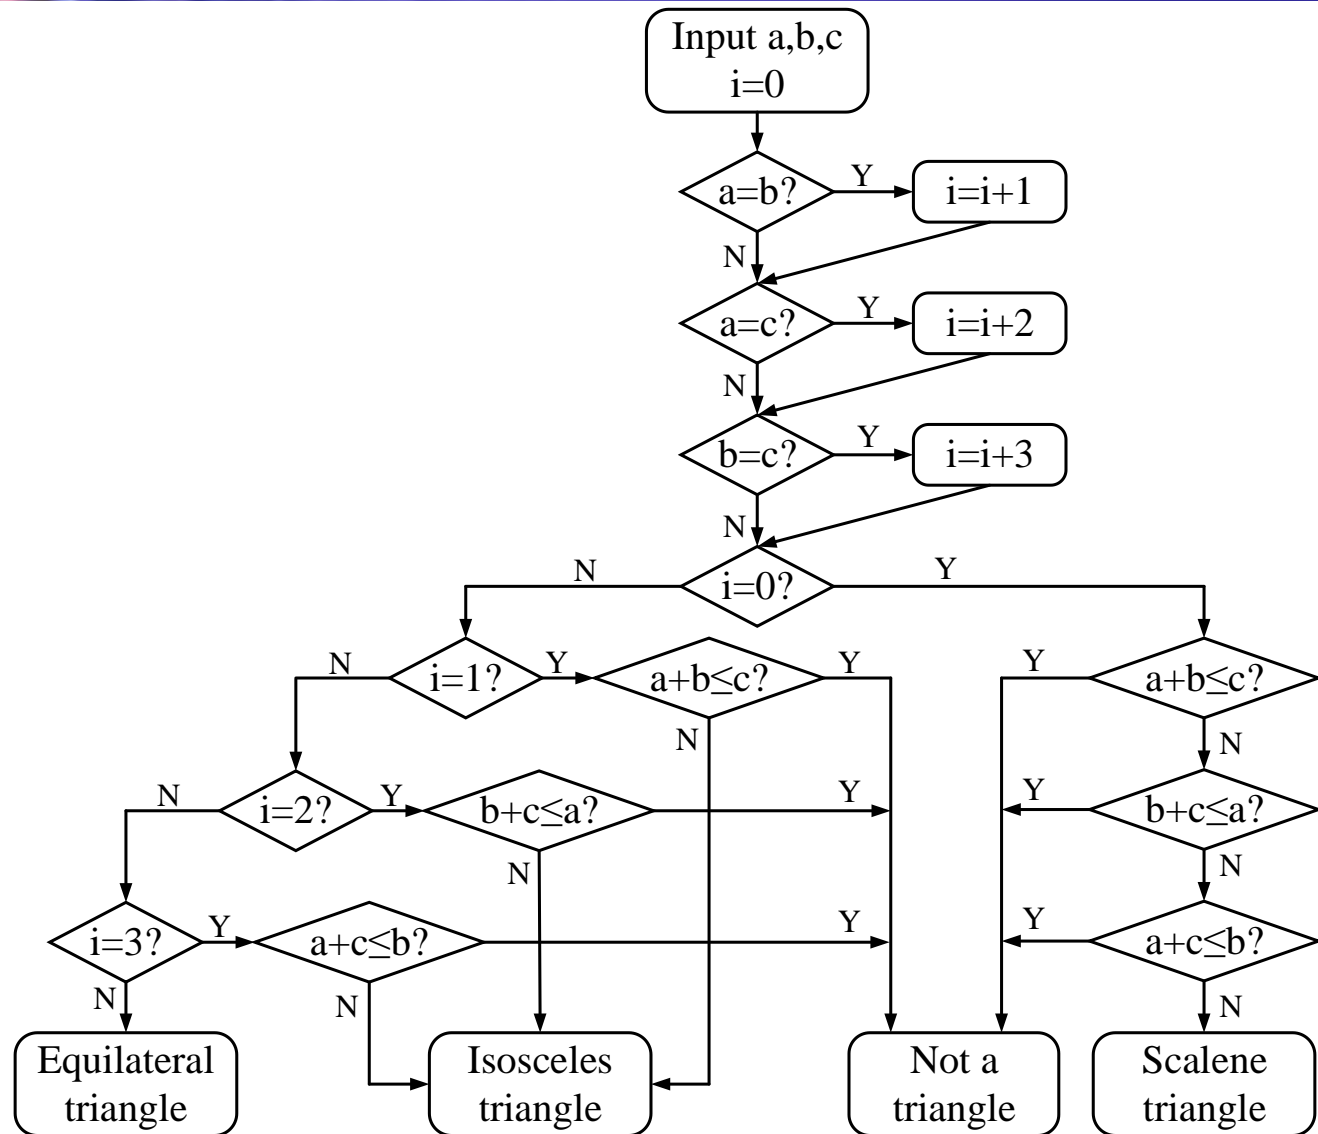 Input a,b,c
i=0
a=b?
Y
i=i+1
N
a=c?
Y
i=i+2
N
b=c?
Y
i=i+3
N
i=0?
N
Y
i=1?
N
Y
a+b≤c?
Y
N
Y
a+b≤c?
N
i=2?
N
Y
b+c≤a?
Y
N
Y
b+c≤a?
N
i=3?
Y
N
a+c≤b?
Y
N
Y
a+c≤b?
N
Equilateral
triangle
Isosceles
triangle
Not a
triangle
Scalene
triangle